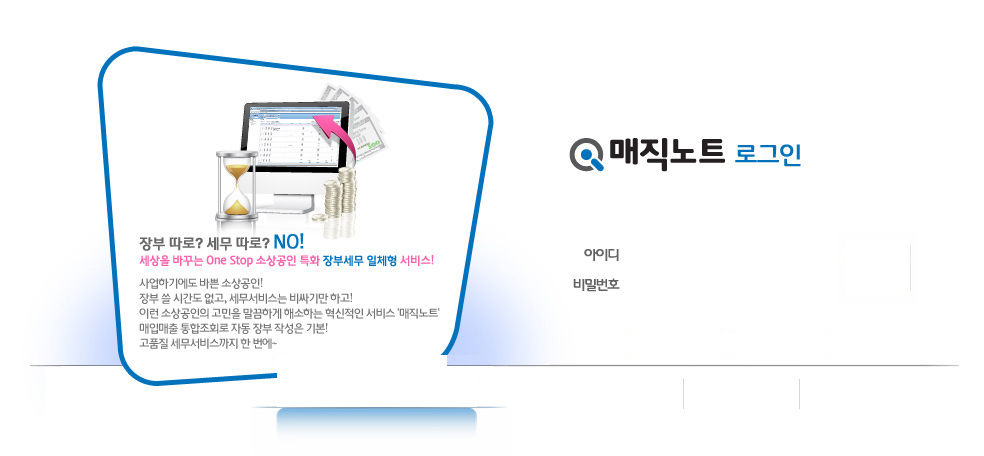 장부 따로? 세무 따로? NO!
세상을 바꾸는 One Stop 소상공인 특화 장부세무 일체형 서비스!
사업하기에도 바쁜 소상공인!
장부 쓸 시간도 없고, 세무서비스는 비싸기만 하고!
이런 소상공인의 고민을 말끔하게 해소하는 혁신적인 서비스 '매직노트'
매입매출 통합조회로 자동 장부 작성은 기본!
고품질 세무서비스까지 한 번에~
매직노트 로그인
아이디
비밀번호